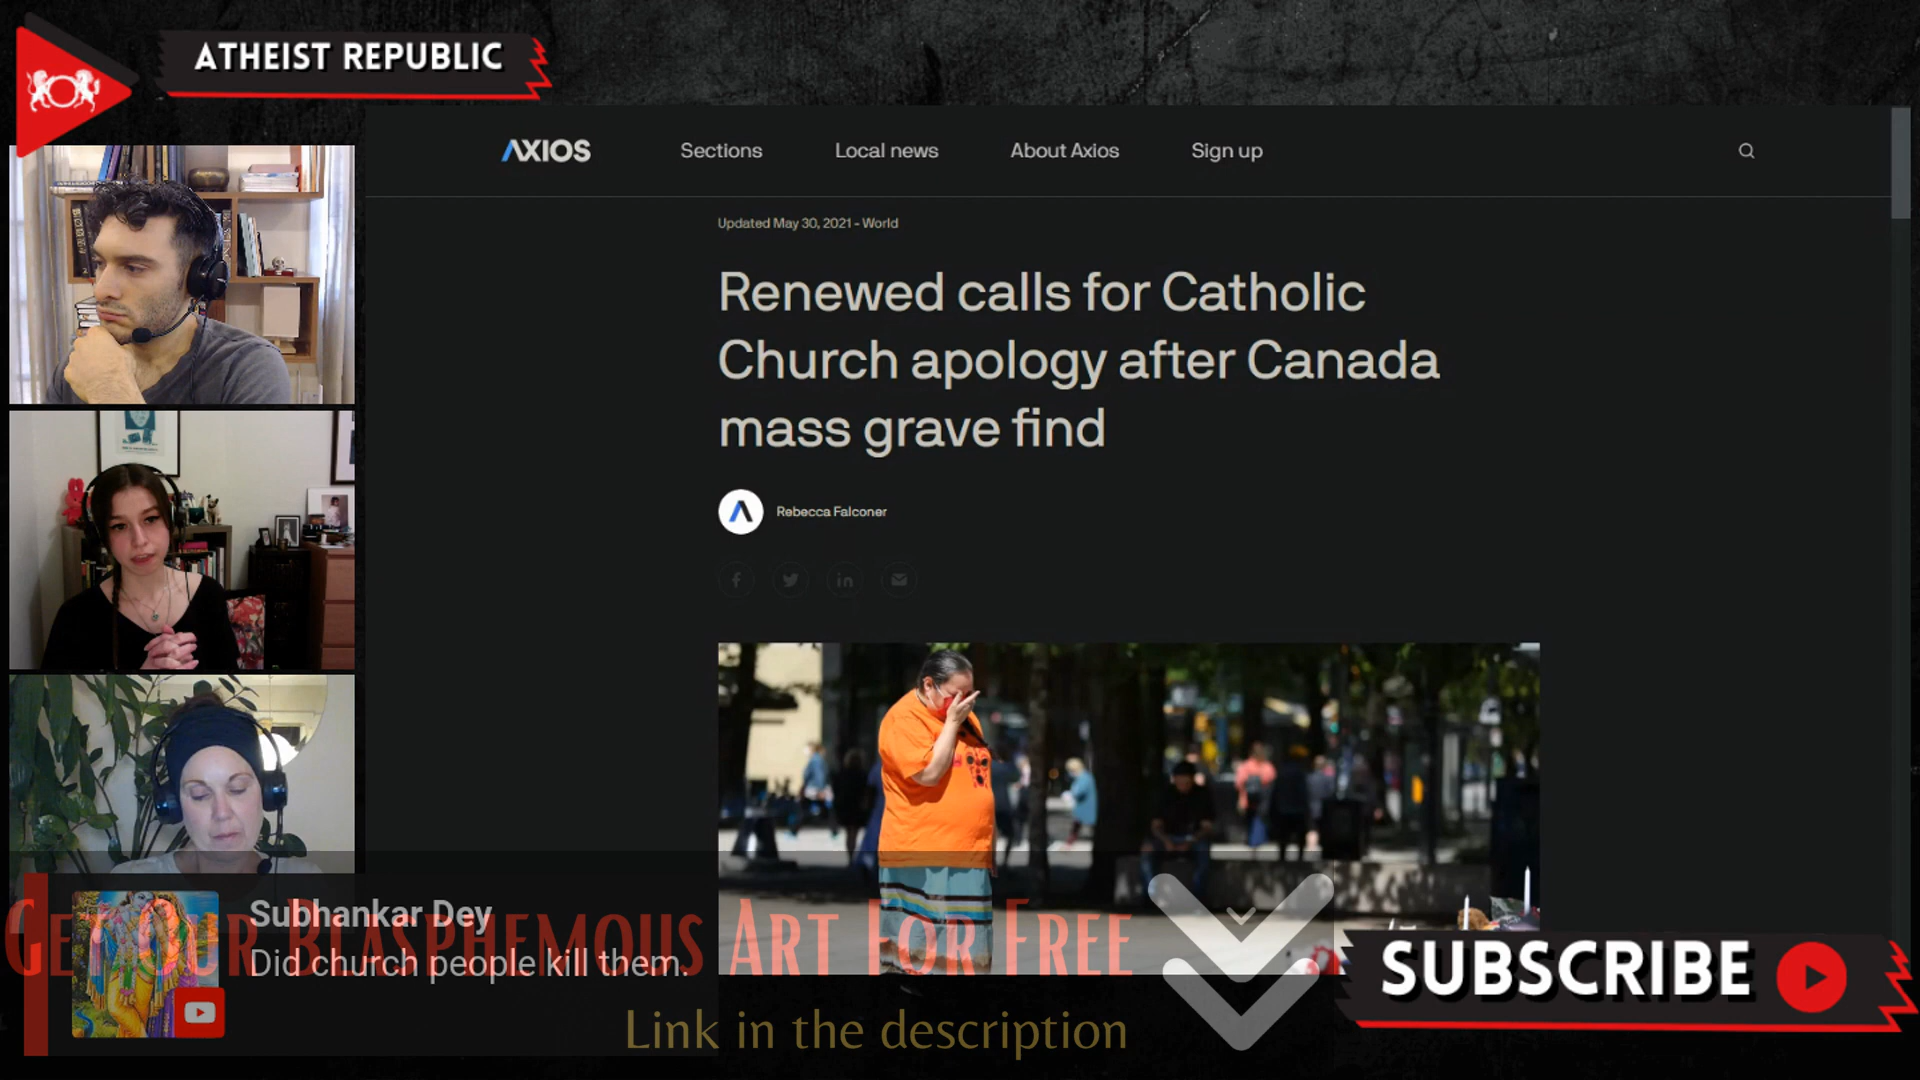 ATHEIST REPUBLIC
AXIOS Sections Local news About Axios Sign up
Updated May 30, 2021 - World
Renewed calls for Catholic
Church apology after Canada
mass grave find
Rebecca Falconer
Subhankar Dey
GET OUR BLASPHEMOUS ART FOR FREE
Did church people kill them.
SUBSCRIBE
Link in the description